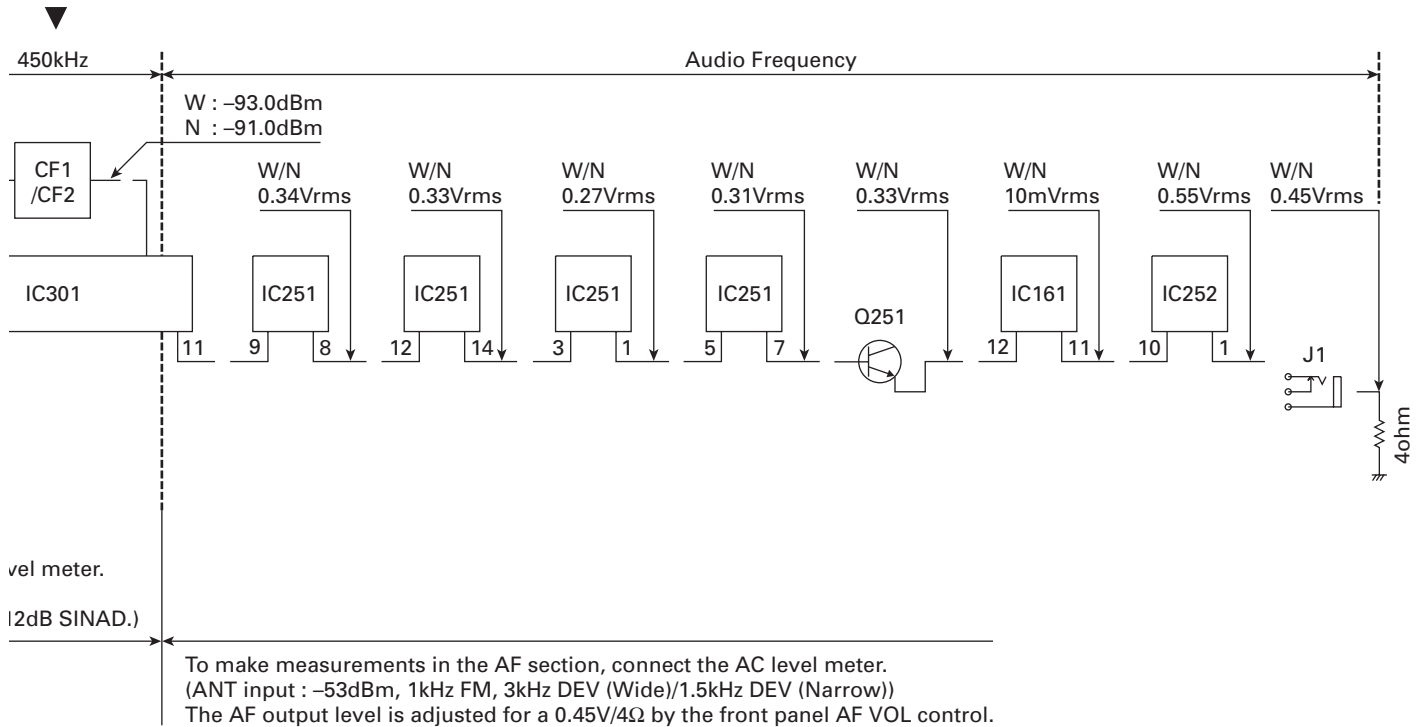 450kHz
Audio Frequency
W : –93.0dBm
N : –91.0dBm
CF1
/CF2
W/N
0.34Vrms
W/N
0.33Vrms
W/N
0.27Vrms
W/N
0.31Vrms
W/N
0.33Vrms
W/N
10mVrms
W/N
0.55Vrms
W/N
0.45Vrms
IC301
IC251
IC251
IC251
IC251
Q251
IC161
IC252
J1
11
9
8
12
14
3
1
5
7
12
11
10
1
4ohm
vel meter.
12dB SINAD.)
To make measurements in the AF section, connect the AC level meter.
(ANT input : –53dBm, 1kHz FM, 3kHz DEV (Wide)/1.5kHz DEV (Narrow))
The AF output level is adjusted for a 0.45V/4Ω by the front panel AF VOL control.